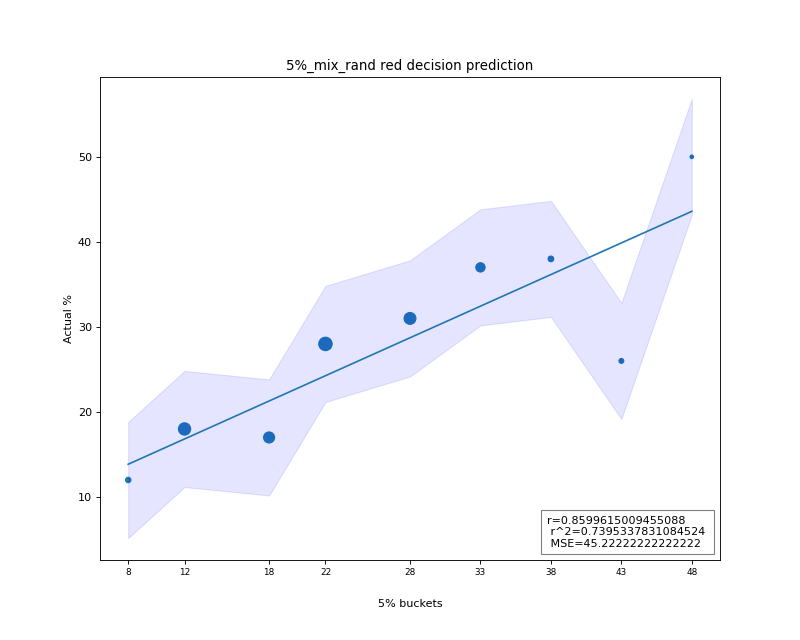 5%_mix_rand red decision prediction
50
40
30
20
10
Actual %
r=0.8599615009455088
r^2=0.7395337831084524
MSE=45.22222222222222
8 12 18 22 28 33 38 43 48
5% buckets